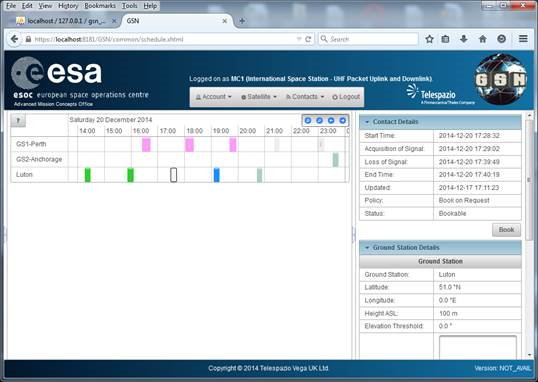 File Edit View History Bookmarks Tools Help
localhost / 127.0.0.1 / gsn_...
GSN
https://localhost:8181/GSN/common/schedule.xhtml
Search
esa
esoc european space operations centre
Advanced Mission Concepts Office
Logged on as MC1 (International Space Station - UHF Packet Uplink and Downlink)
Account
Satellite
Contacts
Logout
Telespazio
A Finmeccanica/Thales Company
GSN
?
Saturday 20 December 2014
14:00 15:00 16:00 17:00 18:00 19:00 20:00 21:00 22:00 23:00
GS1-Perth
GS2-Anchorage
Luton
Contact Details
Start Time: 2014-12-20 17:28:32
Acquisition of Signal: 2014-12-20 17:29:02
Loss of Signal: 2014-12-20 17:39:49
End Time: 2014-12-20 17:40:19
Updated: 2014-12-17 17:11:23
Policy: Book on Request
Status: Bookable
Book
Ground Station Details
Ground Station
Ground Station: Luton
Latitude: 51.0 °N
Longitude: 0.0 °E
Height ASL: 100 m
Elevation Threshold: 0.0 °
Copyright © 2014 Telespazio Vega UK Ltd.
Version: NOT_AVAIL